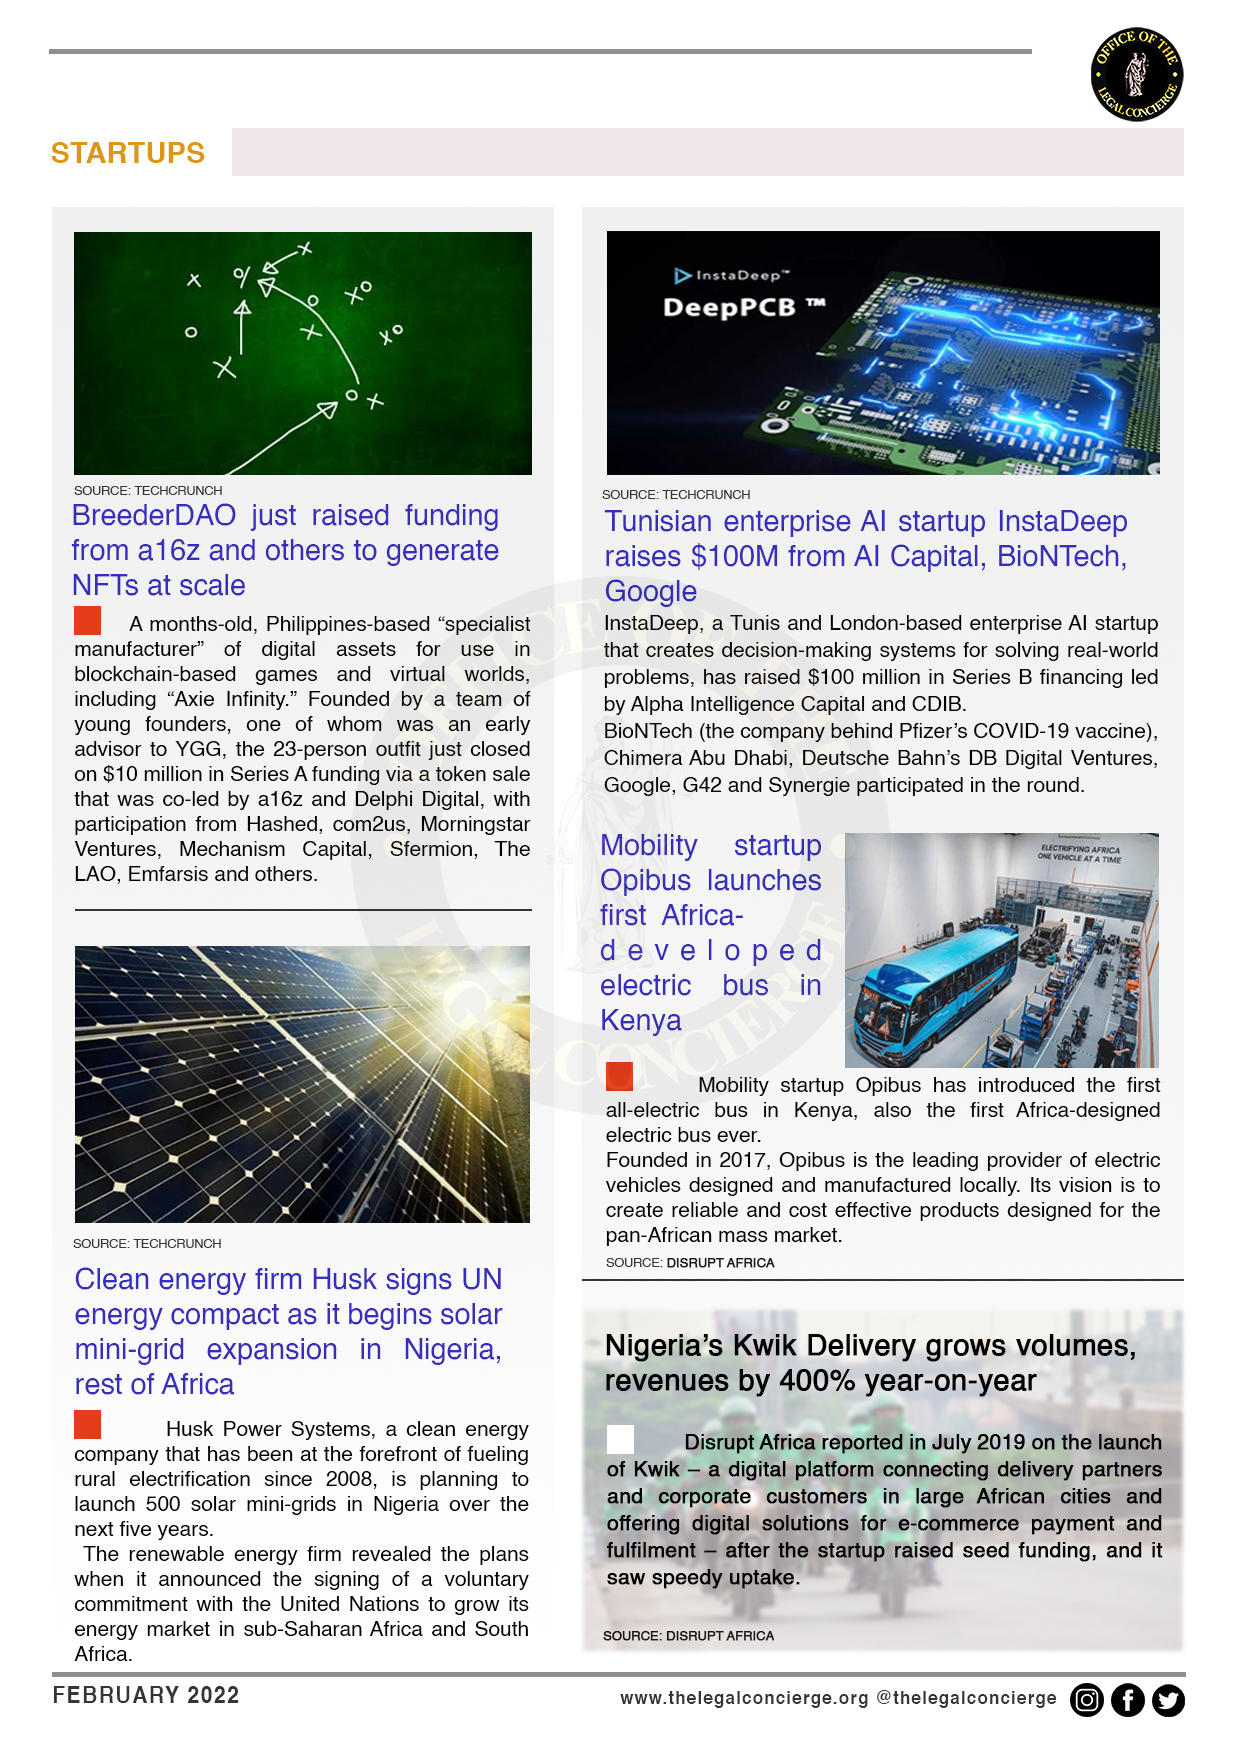 OFFICE OF THE
LEGAL CONCIERGE
STARTUPS
SOURCE: TECHCRUNCH
BreederDAO just raised funding
from a16z and others to generate
NFTs at scale
A months-old, Philippines-based “specialist
manufacturer” of digital assets for use in
blockchain-based games and virtual worlds,
including “Axie Infinity.” Founded by a team of
young founders, one of whom was an early
advisor to YGG, the 23-person outfit just closed
on $10 million in Series A funding via a token sale
that was co-led by a16z and Delphi Digital, with
participation from Hashed, com2us, Morningstar
Ventures, Mechanism Capital, Sfermion, The
LAO, Emfarsis and others.
SOURCE: TECHCRUNCH
Clean energy firm Husk signs UN
energy compact as it begins solar
mini-grid expansion in Nigeria,
rest of Africa
Husk Power Systems, a clean energy
company that has been at the forefront of fueling
rural electrification since 2008, is planning to
launch 500 solar mini-grids in Nigeria over the
next five years.
The renewable energy firm revealed the plans
when it announced the signing of a voluntary
commitment with the United Nations to grow its
energy market in sub-Saharan Africa and South
Africa.
InstaDeep™
DeepPCB ™
SOURCE: TECHCRUNCH
Tunisian enterprise AI startup InstaDeep
raises $100M from AI Capital, BioNTech,
Google
InstaDeep, a Tunis and London-based enterprise AI startup
that creates decision-making systems for solving real-world
problems, has raised $100 million in Series B financing led
by Alpha Intelligence Capital and CDIB.
BioNTech (the company behind Pfizer’s COVID-19 vaccine),
Chimera Abu Dhabi, Deutsche Bahn’s DB Digital Ventures,
Google, G42 and Synergie participated in the round.
Mobility startup
Opibus launches
first Africa-
developed
electric bus in
Kenya
ELECTRIFYING AFRICA
ONE VEHICLE AT A TIME
Mobility startup Opibus has introduced the first
all-electric bus in Kenya, also the first Africa-designed
electric bus ever.
Founded in 2017, Opibus is the leading provider of electric
vehicles designed and manufactured locally. Its vision is to
create reliable and cost effective products designed for the
pan-African mass market.
SOURCE: DISRUPT AFRICA
Nigeria’s Kwik Delivery grows volumes,
revenues by 400% year-on-year
Disrupt Africa reported in July 2019 on the launch
of Kwik – a digital platform connecting delivery partners
and corporate customers in large African cities and
offering digital solutions for e-commerce payment and
fulfilment – after the startup raised seed funding, and it
saw speedy uptake.
SOURCE: DISRUPT AFRICA
OFFICE OF THE
LEGAL CONCIERGE
FEBRUARY 2022
www.thelegalconcierge.org @thelegalconcierge